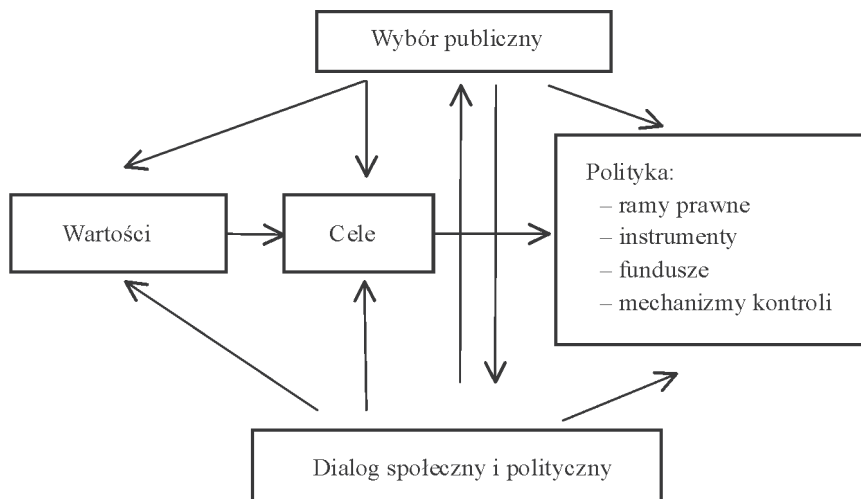 Wybór publiczny
Polityka:
– ramy prawne
– instrumenty
– fundusze
– mechanizmy kontroli
Wartości
Cele
Dialog społeczny i polityczny